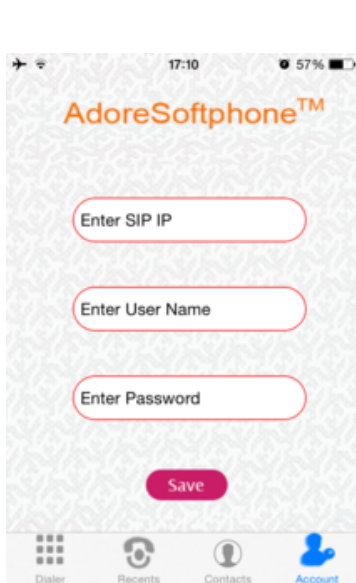 17:10 57%
AdoreSoftphone™
Enter SIP IP
Enter User Name
Enter Password
Save
Dialer Recents Contacts Account